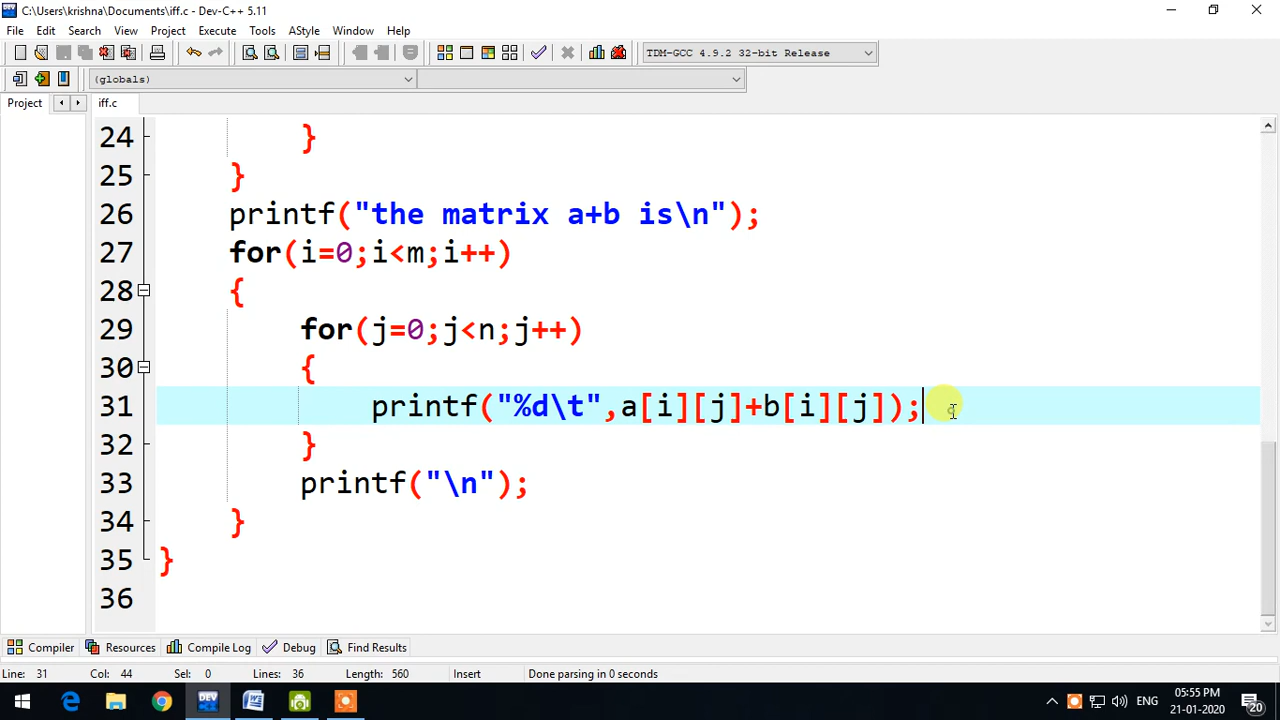 C:\Users\krishna\Documents\iff.c - Dev-C++ 5.11
File Edit Search View Project Execute Tools AStyle Window Help
TDM-GCC 4.9.2 32-bit Release
(globals)
Project iff.c
24 }
25 }
26 printf("the matrix a+b is\n");
27 for(i=0;i<m;i++)
28 {
29 for(j=0;j<n;j++)
30 {
31 printf("%d\t",a[i][j]+b[i][j]);
32 }
33 printf("\n");
34 }
35 }
36
Compiler Resources Compile Log Debug Find Results
Line: 31 Col: 44 Sel: 0 Lines: 36 Length: 560 Insert Done parsing in 0 seconds
DEV W ENG 05:55 PM
21-01-2020 20